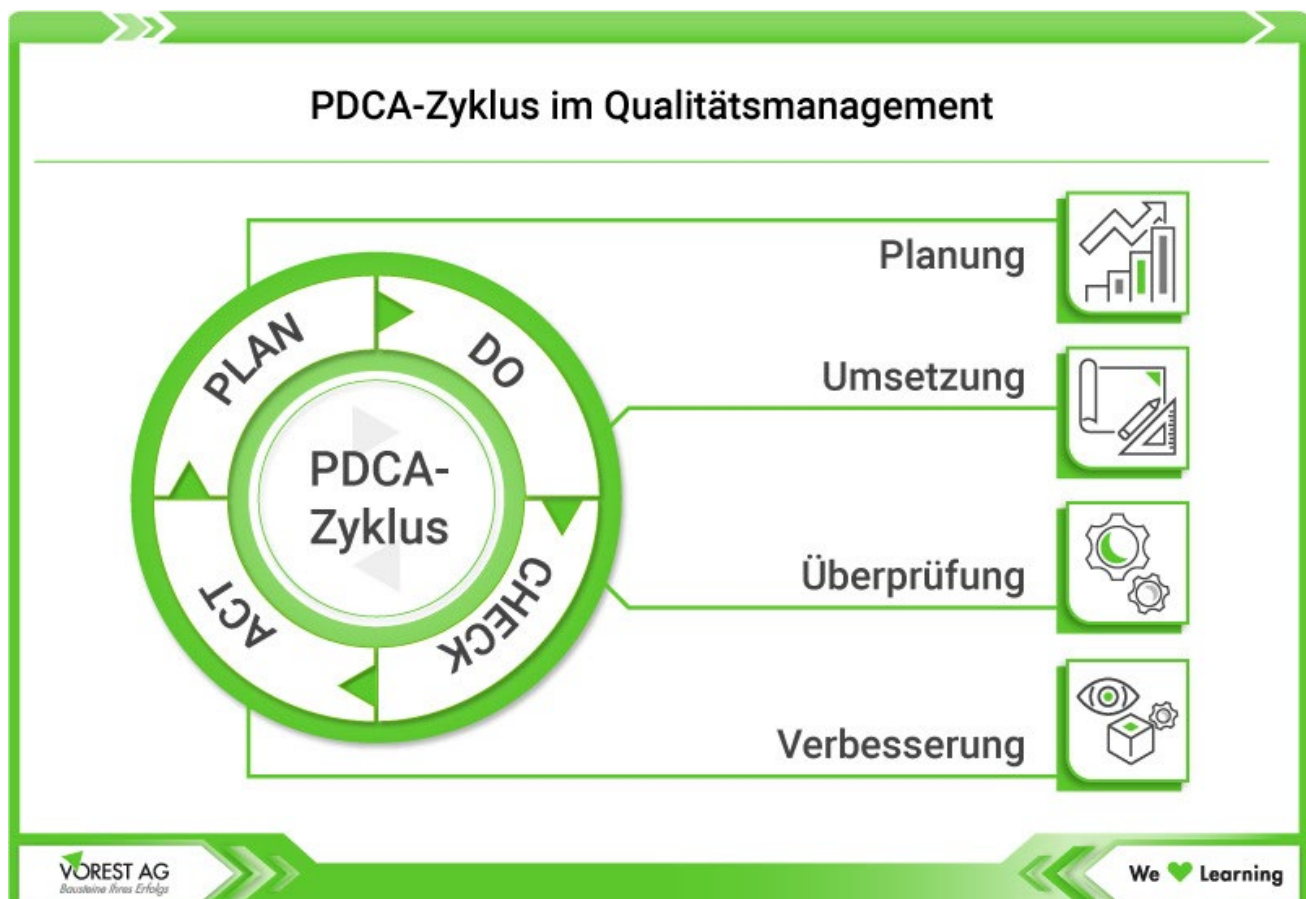 PDCA-Zyklus im Qualitätsmanagement
Planung
PLAN
DO
Umsetzung
PDCA-
Zyklus
Überprüfung
ACT
CHECK
Verbesserung
VOREST AG
Bausteine Ihres Erfolgs
We Learning